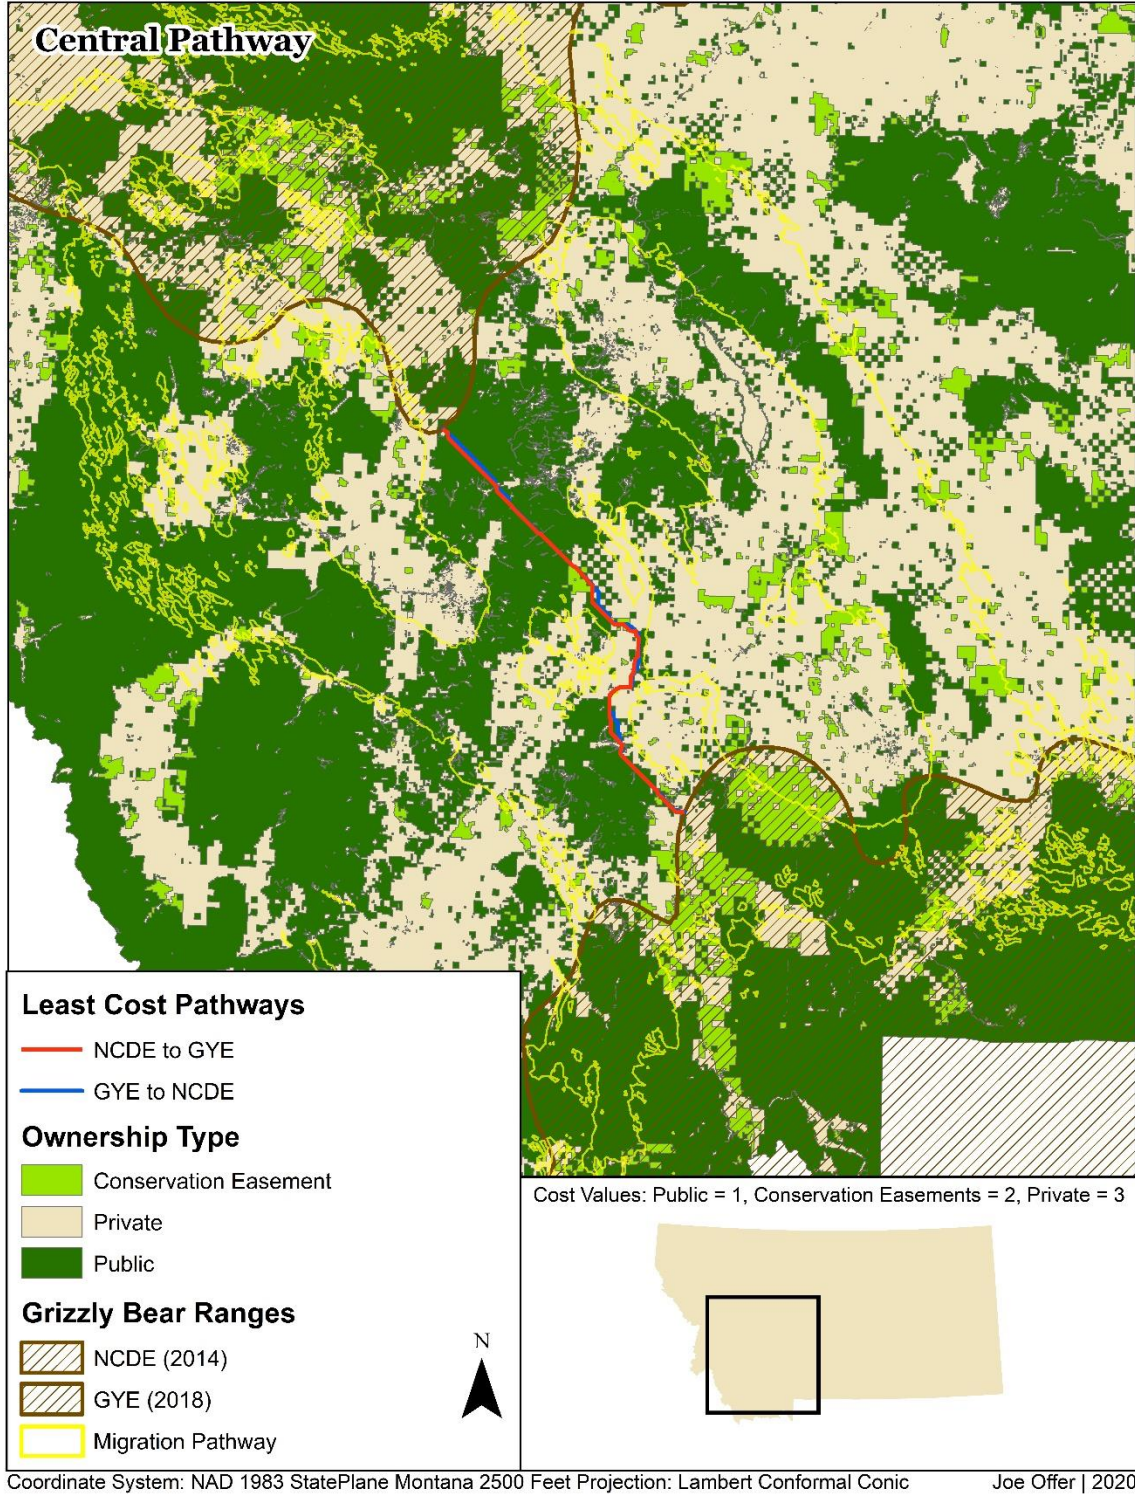 Central Pathway
Least Cost Pathways
NCDE to GYE
GYE to NCDE
Ownership Type
Conservation Easement
Private
Public
Grizzly Bear Ranges
NCDE (2014)
GYE (2018)
Migration Pathway
N
Cost Values: Public = 1, Conservation Easements = 2, Private = 3
Coordinate System: NAD 1983 StatePlane Montana 2500 Feet Projection: Lambert Conformal Conic
Joe Offer | 2020